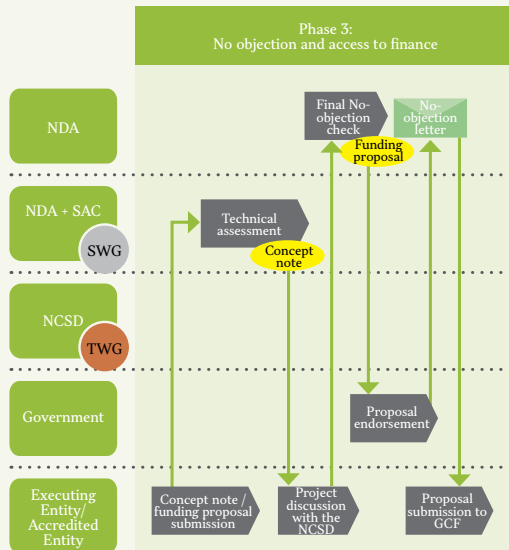 Phase 3:
No objection and access to finance
NDA
Final No-
objection
check
No-
objection
letter
Funding
proposal
NDA + SAC
SWG
Technical
assessment
Concept
note
NCSD
TWG
Government
Proposal
endorsement
Executing
Entity/
Accredited
Entity
Concept note /
funding proposal
submission
Project
discussion
with the
NCSD
Proposal
submission to
GCF